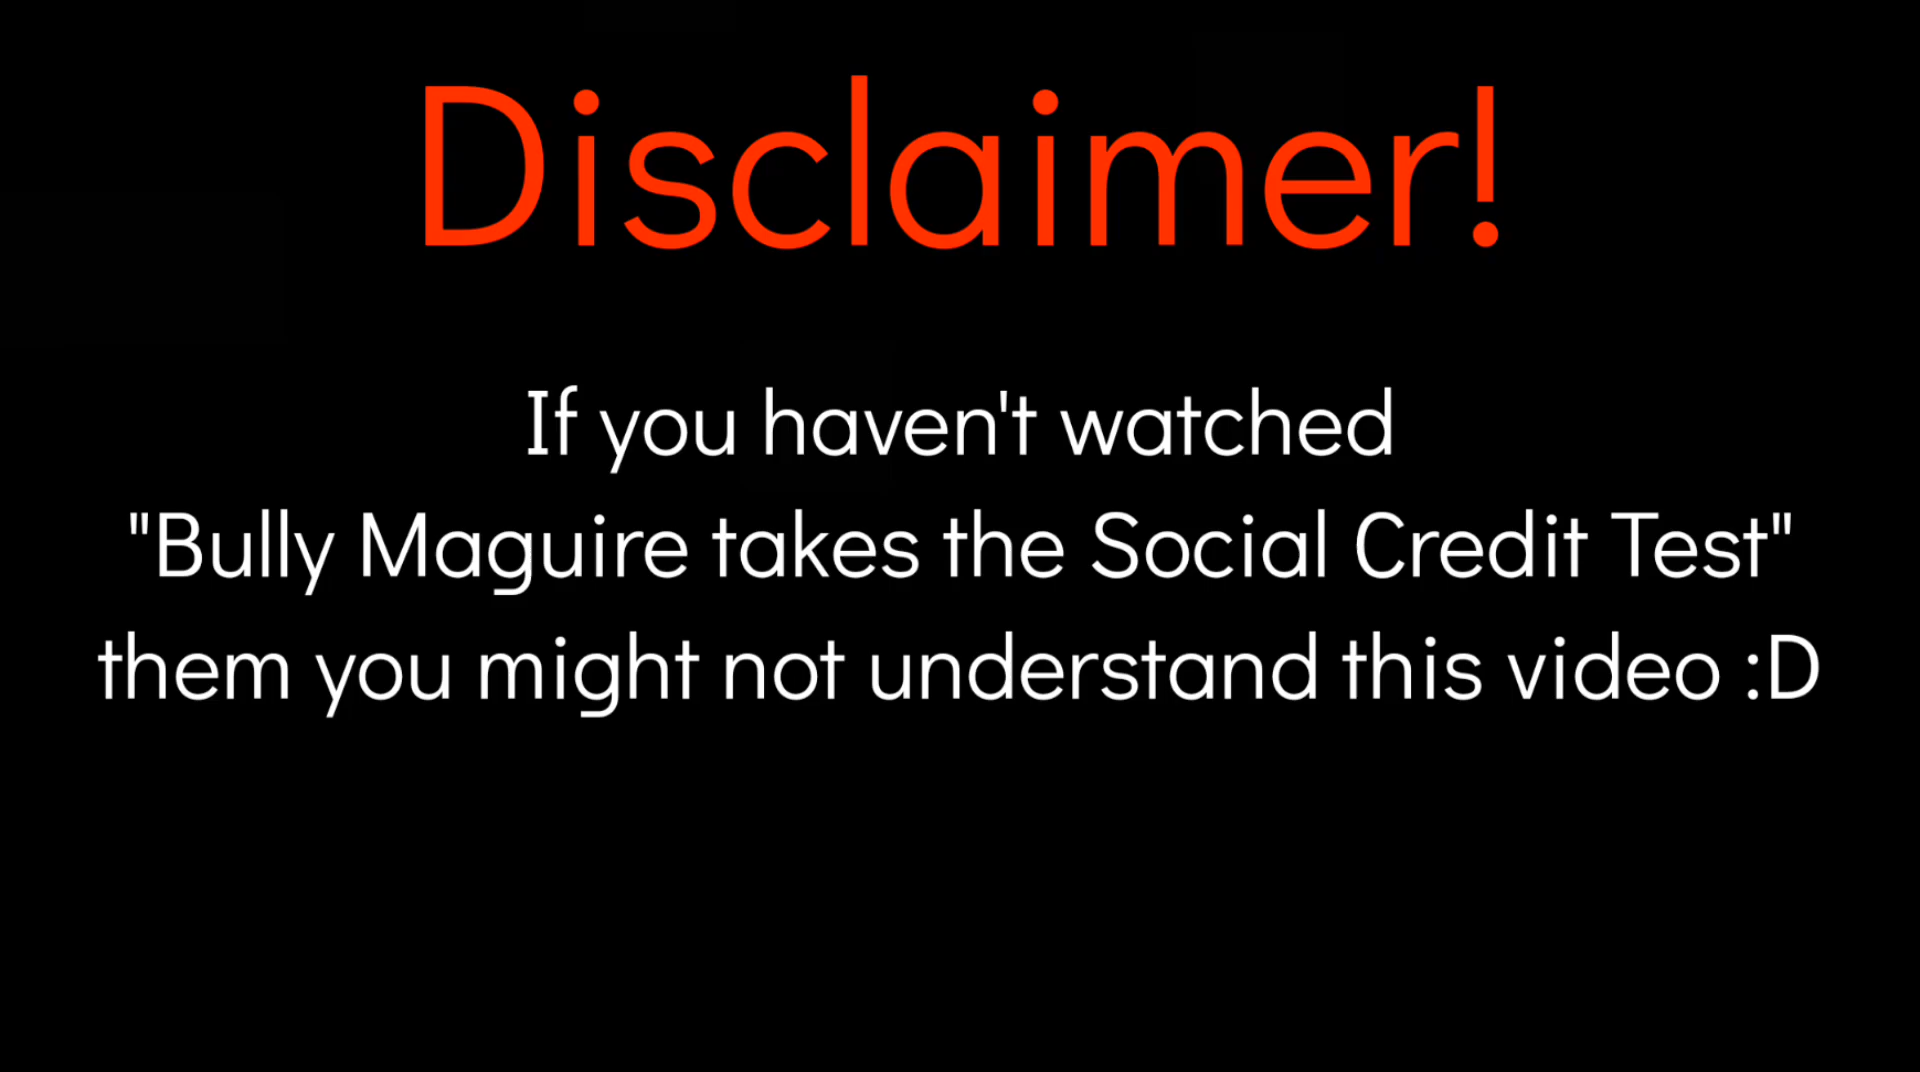 Disclaimer!
If you haven't watched
"Bully Maguire takes the Social Credit Test"
them you might not understand this video :D